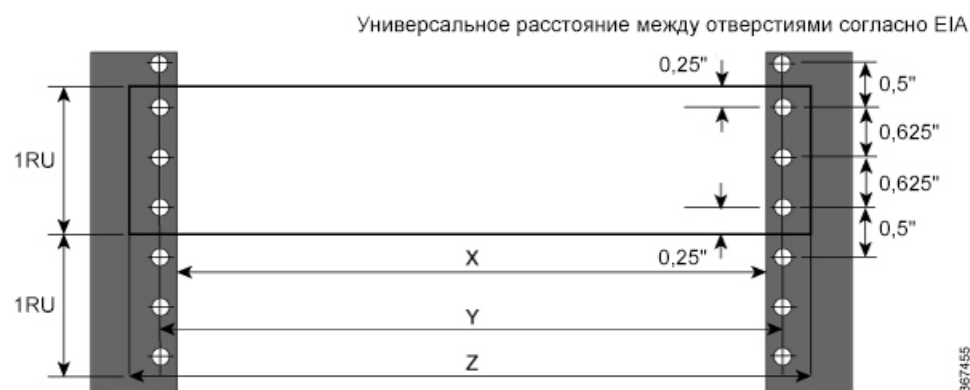 Универсальное расстояние между отверстиями согласно EIA
0,25"
0,5"
0,625"
1RU
0,625"
0,5"
X
0,25"
1RU
Y
Z
367455